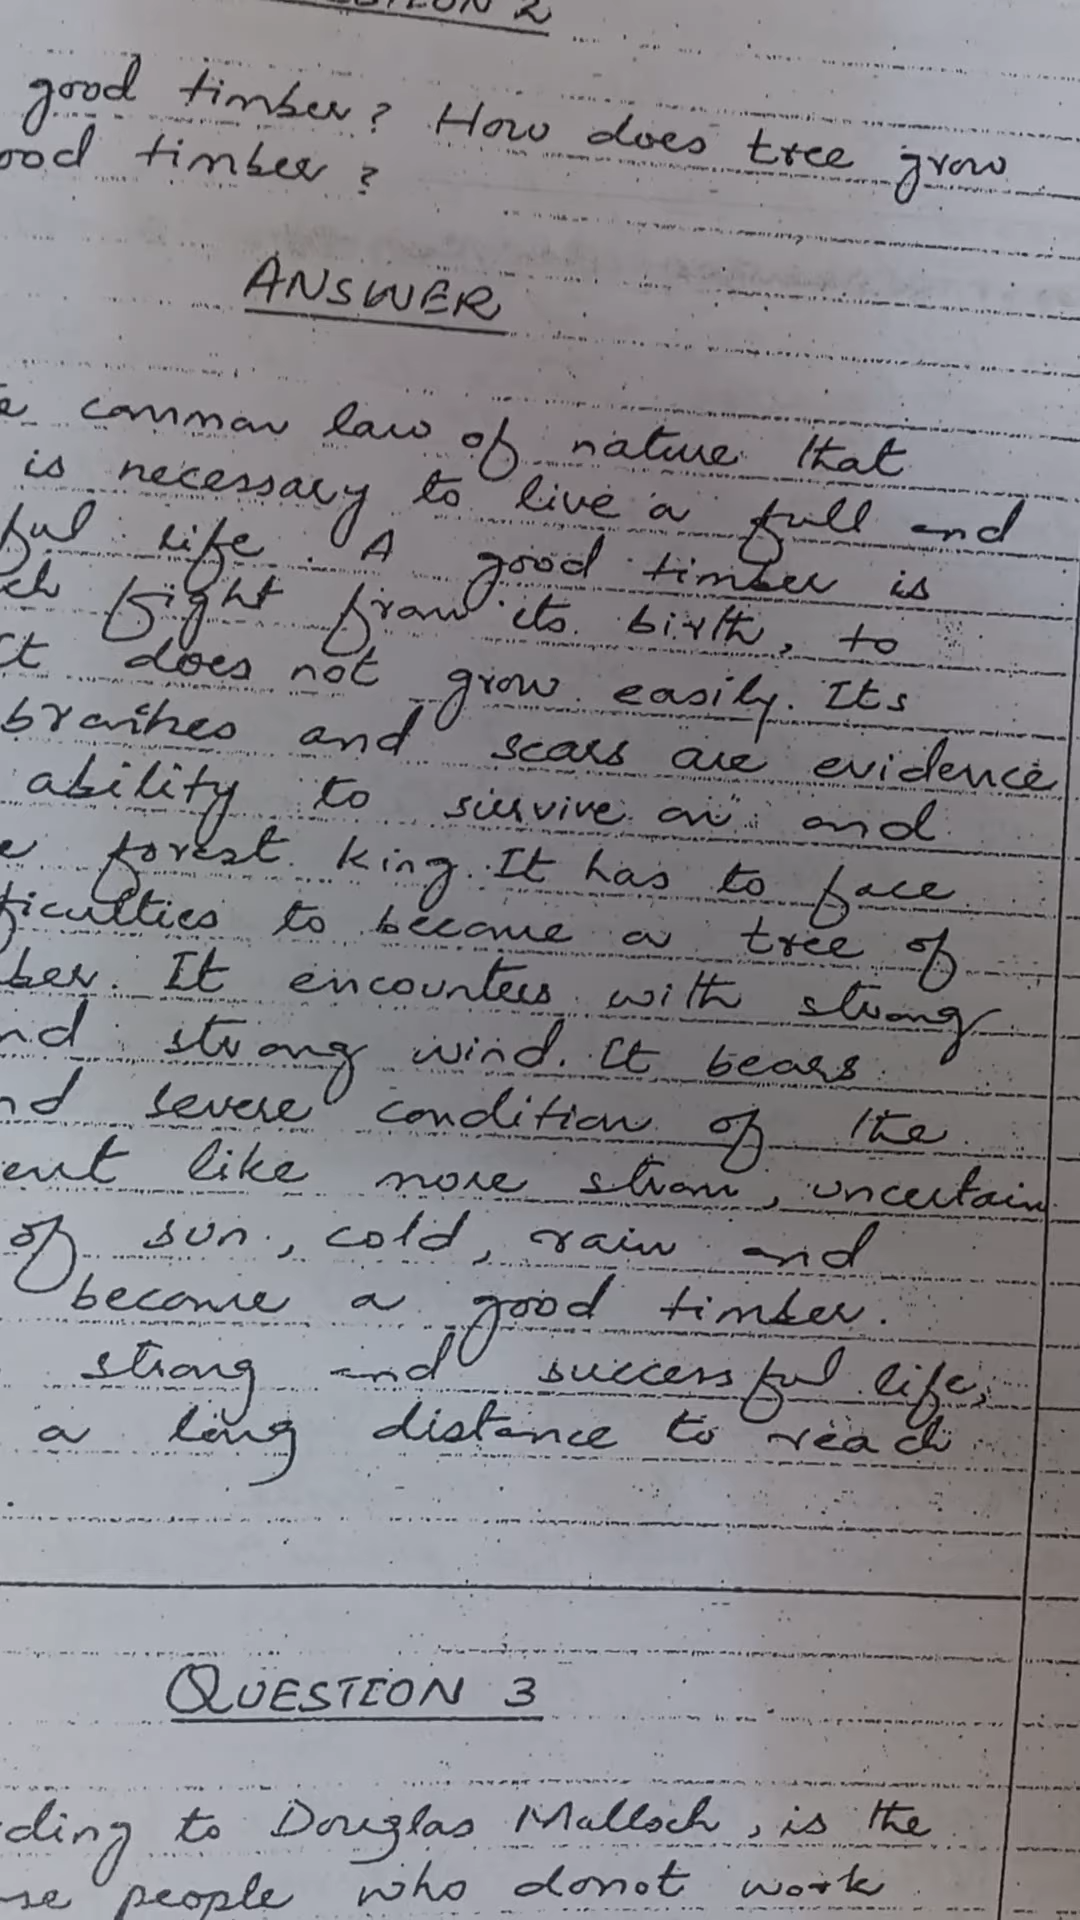 QUESTION 2
good timber? How does tree grow
ood timber?
ANSWER
common law of nature that
is necessary to live a full and
ful life. A good timber is
fight from its birth, to
It does not grow easily. Its
and scars are evidence
ability to survive on and
forest king. It has to face
ficulties to become a tree of
ber. It encounters with strong
nd strong wind. It bears
nd severe condition of the
ent like more strom, uncertain
of sun, cold, rain and
become a good timber.
strong and successful life,
a long distance to reach
QUESTION 3
ding to Douglas Malloch, is the
se people who donot work